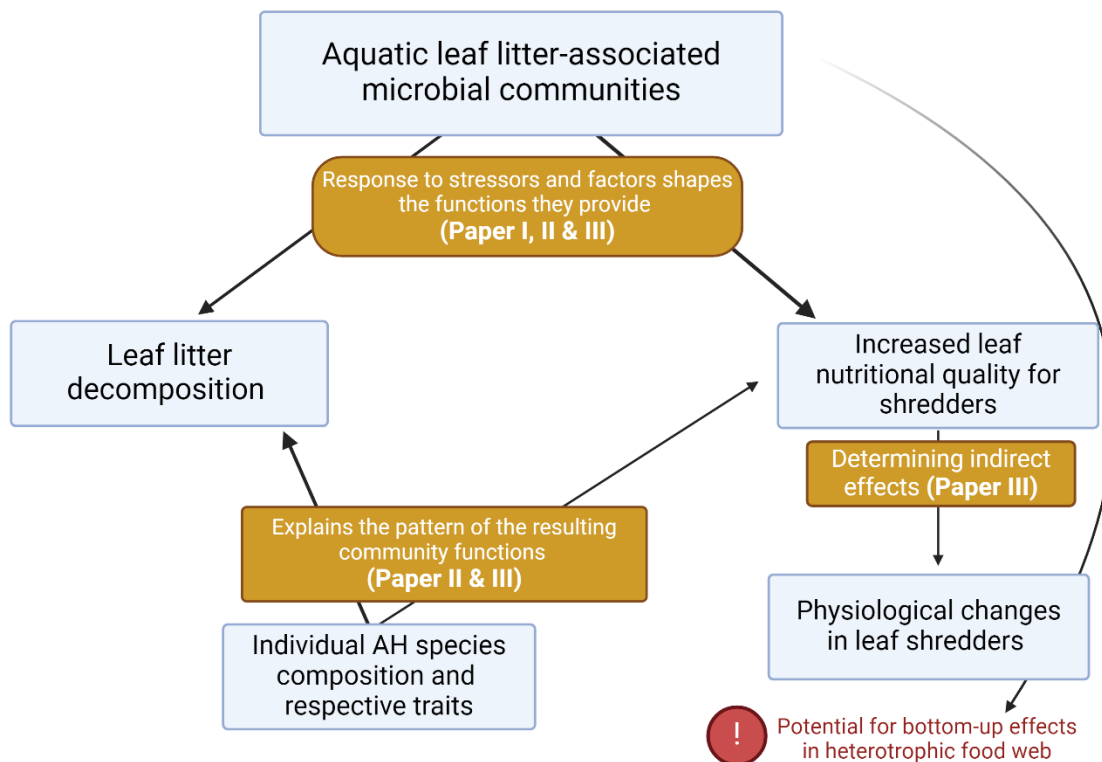 Aquatic leaf litter-associated
microbial communities
Response to stressors and factors shapes
the functions they provide
(Paper I, II & III)
Leaf litter
decomposition
Increased leaf
nutritional quality for
shredders
Determining indirect
effects (Paper III)
Explains the pattern of the resulting
community functions
(Paper II & III)
Individual AH species
composition and
respective traits
Physiological changes
in leaf shredders
!
Potential for bottom-up effects
in heterotrophic food web